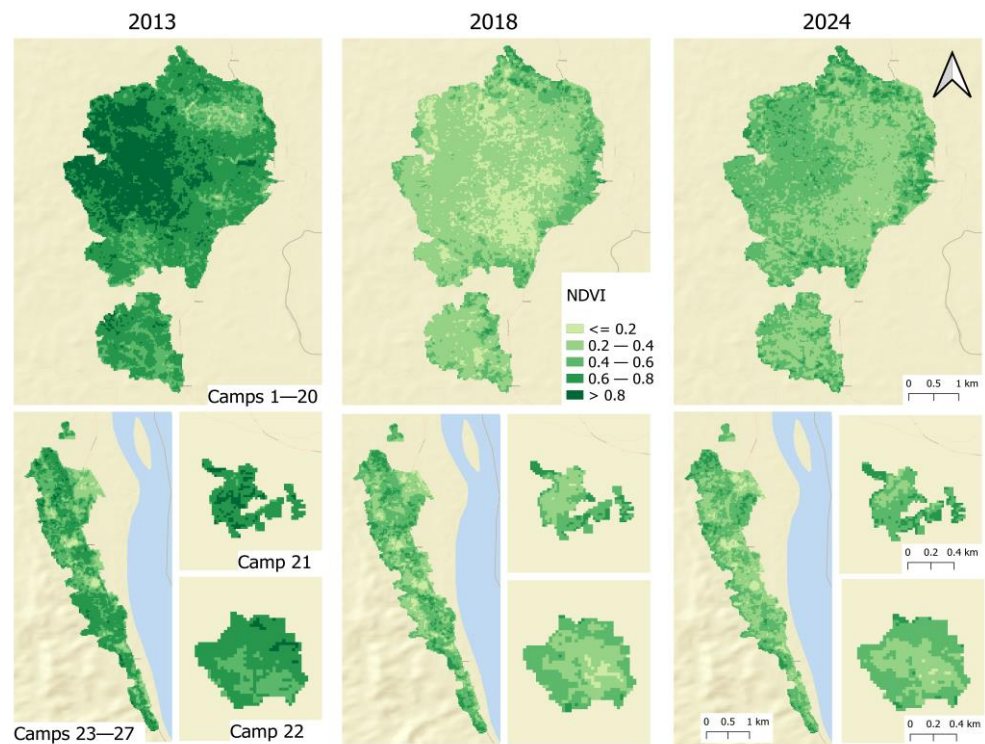 2013
2018
2024
NDVI
<= 0.2
0.2 — 0.4
0.4 — 0.6
0.6 — 0.8
> 0.8
Camps 1—20
0 0.5 1 km
Camp 21
0 0.2 0.4 km
Camps 23—27
Camp 22
0 0.5 1 km
0 0.2 0.4 km